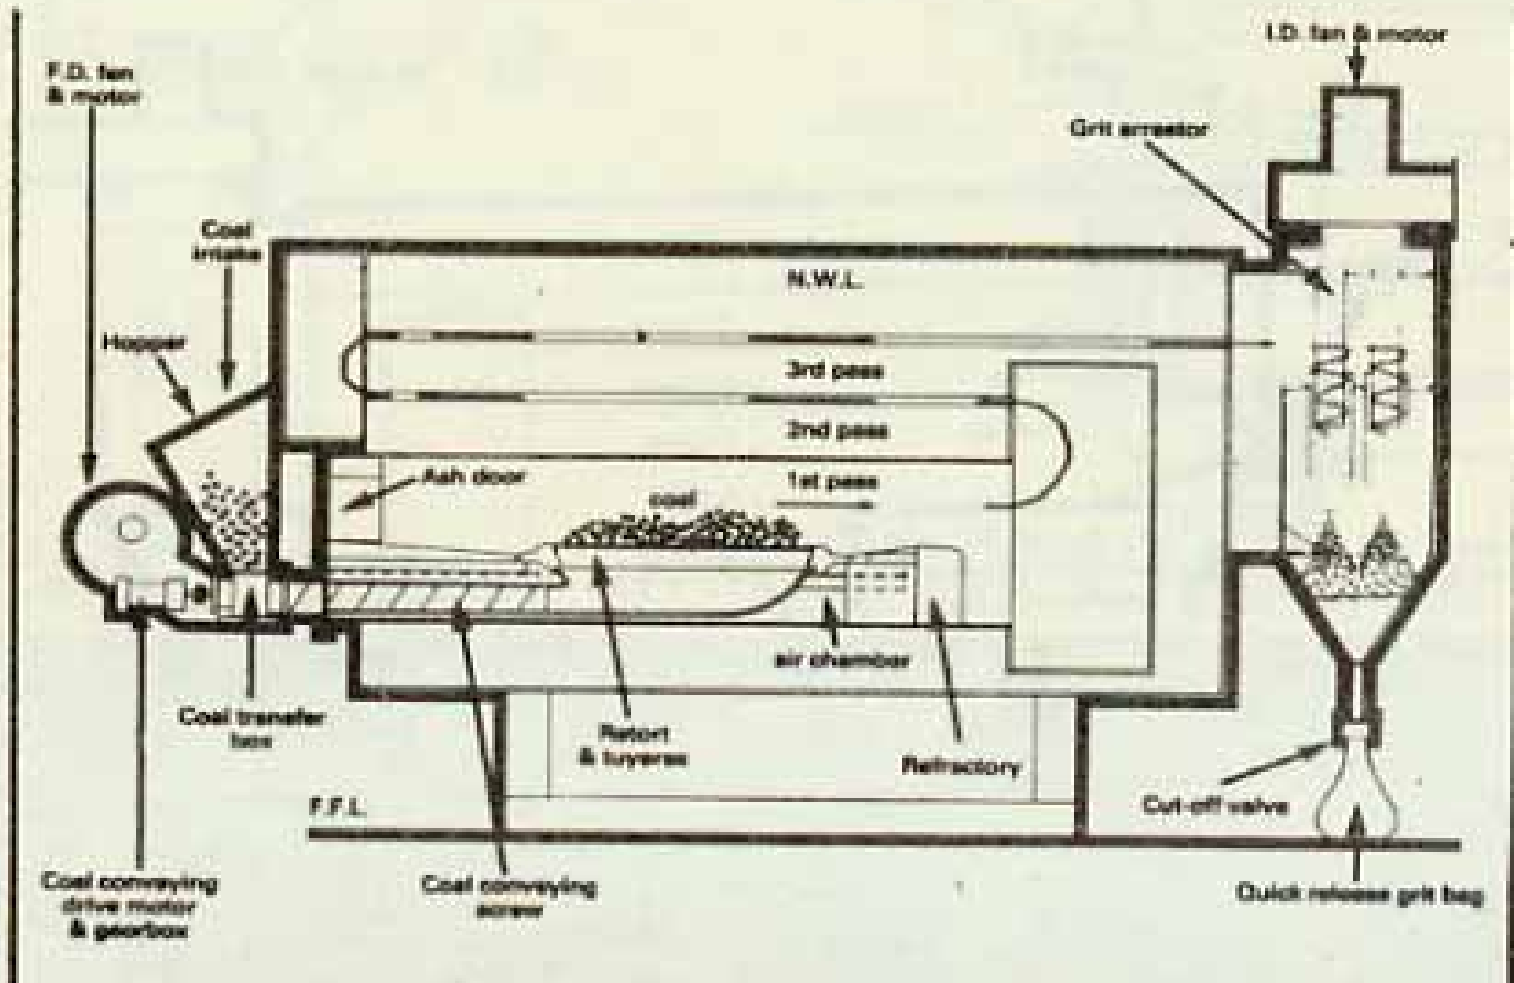 I.D. fan & motor
F.D. fan
& motor
Grit arrestor
Coal
intake
N.W.L.
Hopper
3rd pass
2nd pass
Ash door
1st pass
coal
air chamber
Coal transfer
box
Retort
& tuyeres
Refractory
Cut-off valve
F.F.L.
Coal conveying
drive motor
& gearbox
Coal conveying
screw
Quick release grit bag